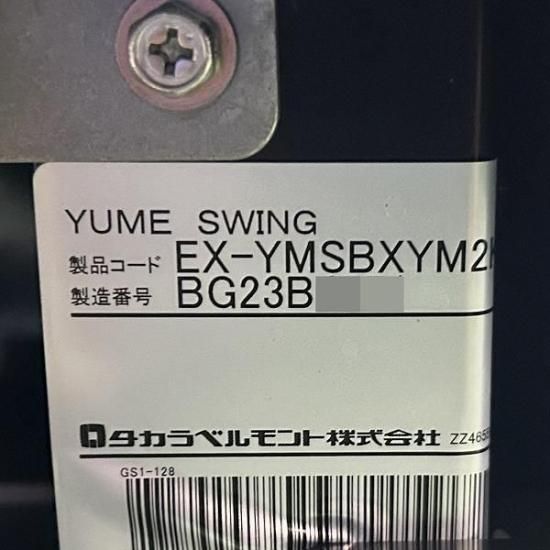 YUME SWING
製品コード EX-YMSBXYM2
製造番号 BG23B
タカラベルモント株式会社 ZZ465
GS1-128